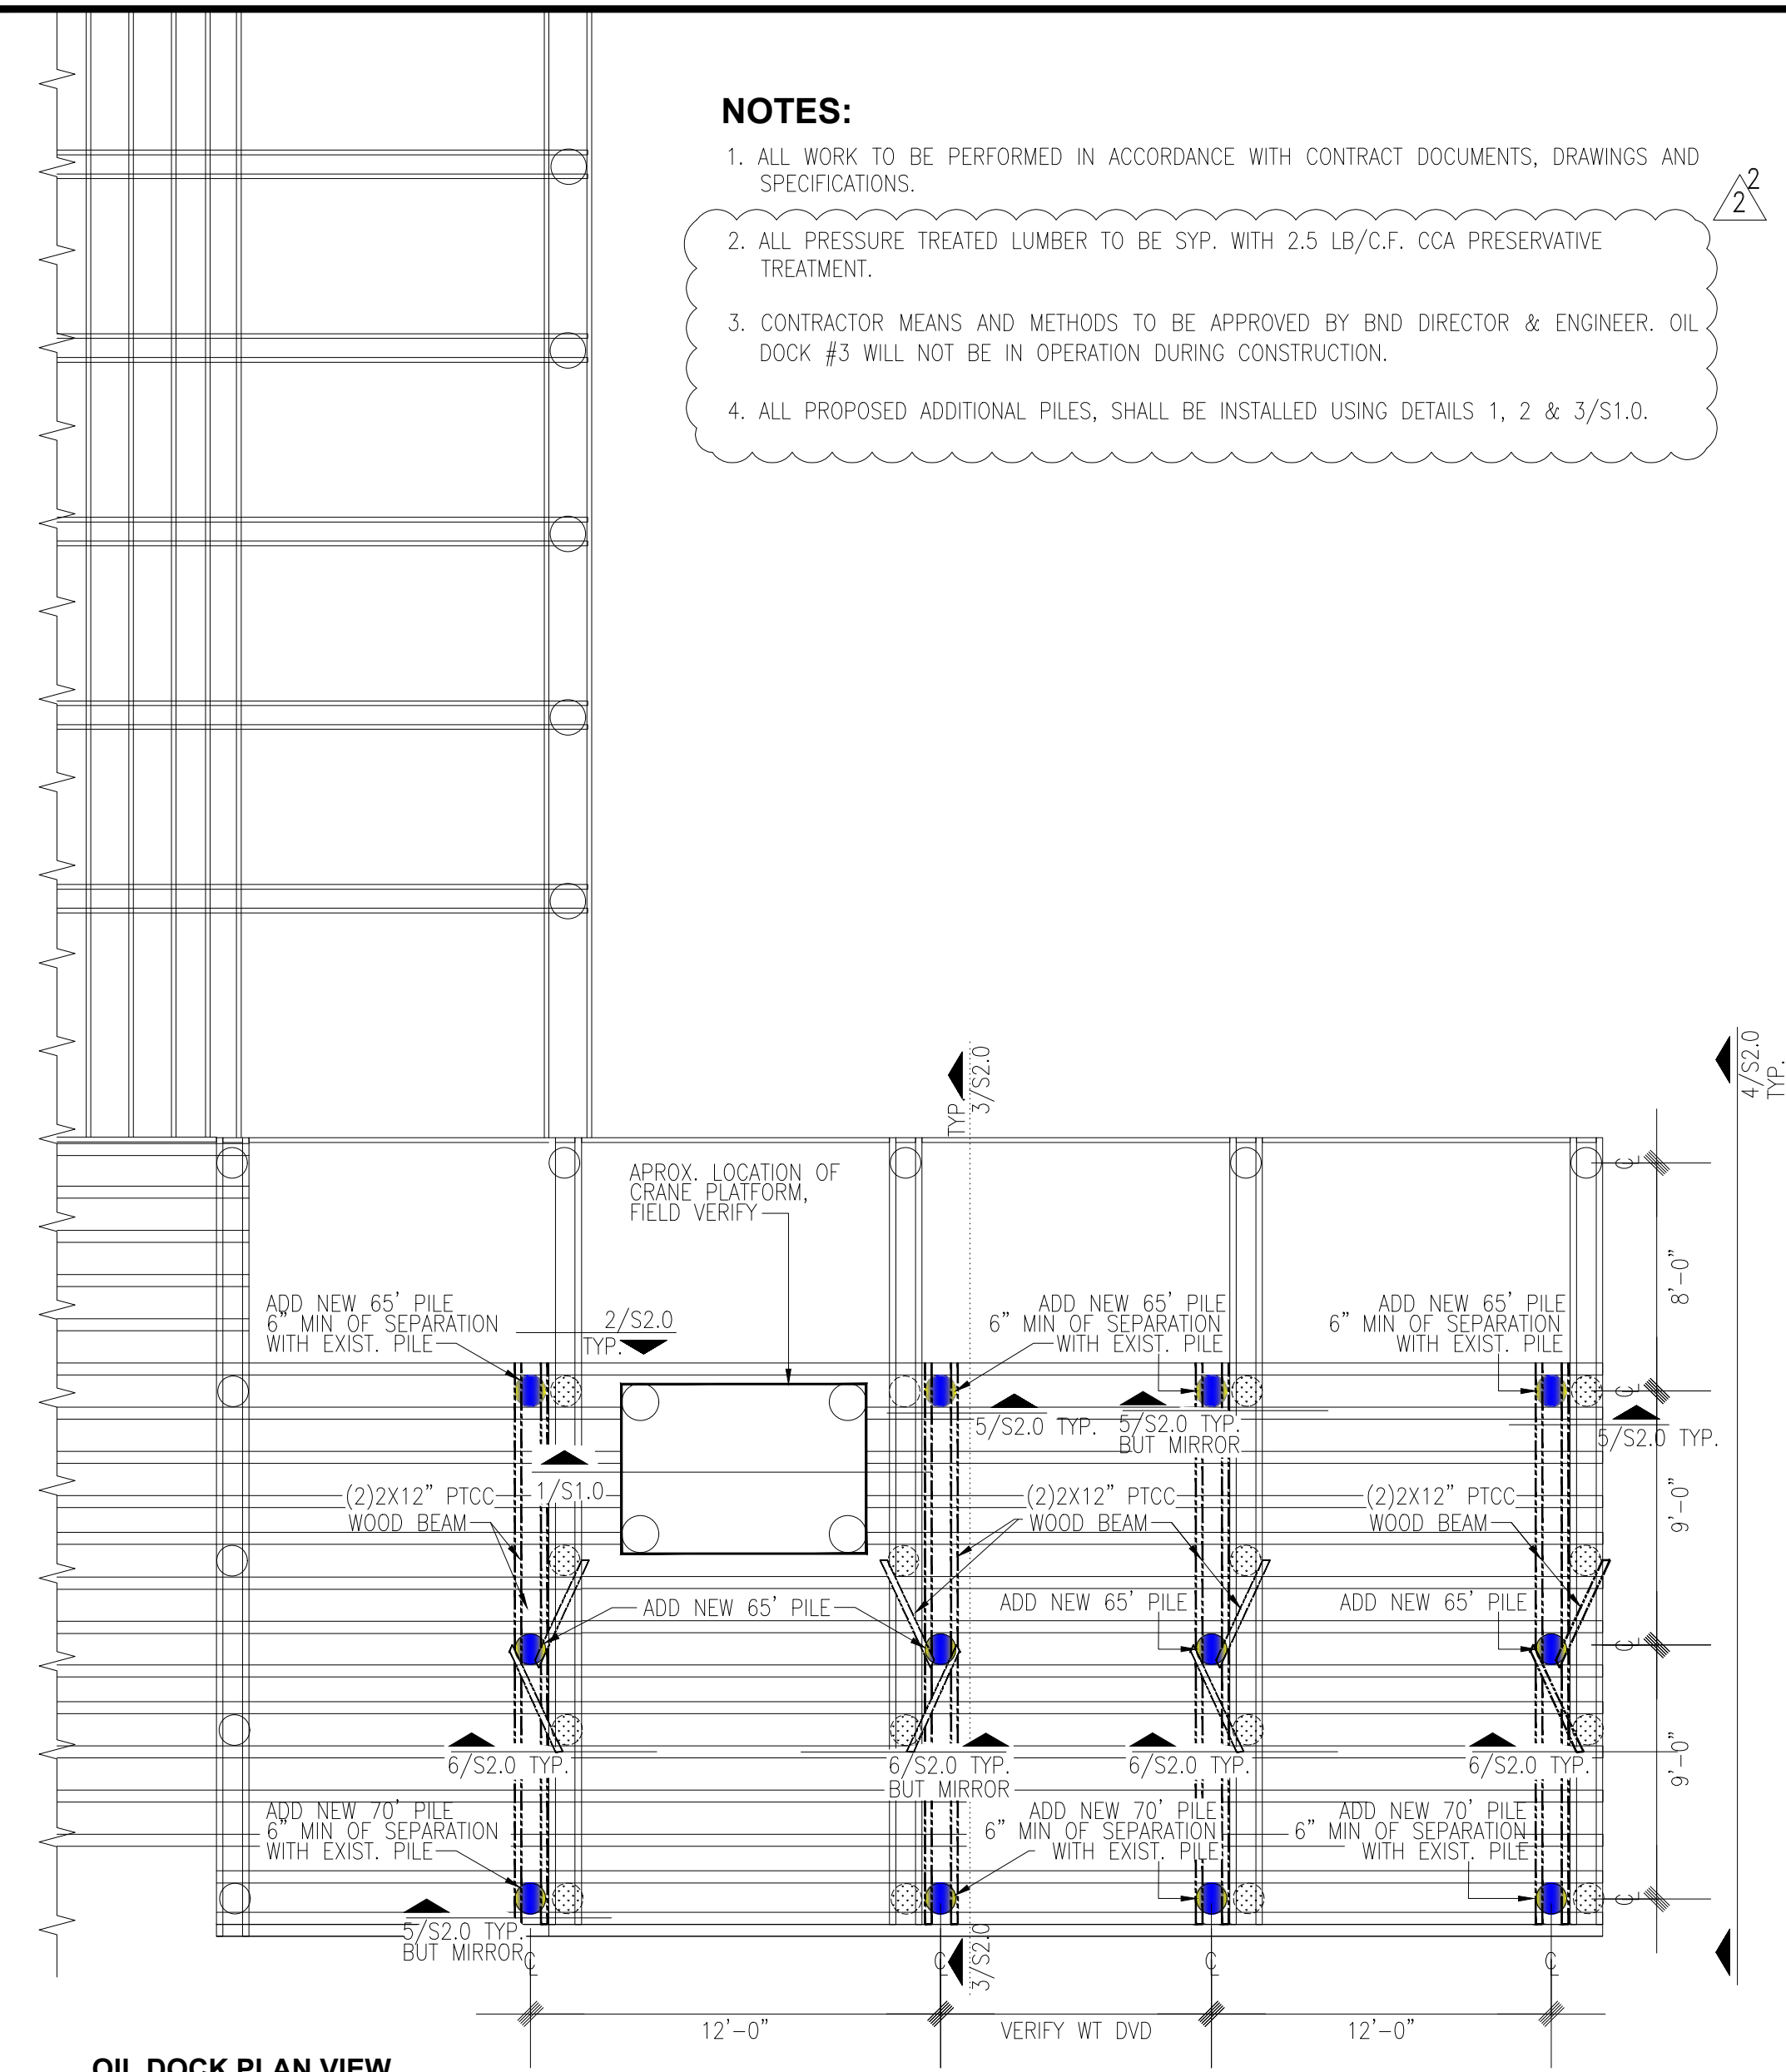 NOTES:
1. ALL WORK TO BE PERFORMED IN ACCORDANCE WITH CONTRACT DOCUMENTS, DRAWINGS AND
SPECIFICATIONS.
2
2
2. ALL PRESSURE TREATED LUMBER TO BE SYP. WITH 2.5 LB/C.F. CCA PRESERVATIVE
TREATMENT.
3. CONTRACTOR MEANS AND METHODS TO BE APPROVED BY BND DIRECTOR & ENGINEER. OIL
DOCK #3 WILL NOT BE IN OPERATION DURING CONSTRUCTION.
4. ALL PROPOSED ADDITIONAL PILES, SHALL BE INSTALLED USING DETAILS 1, 2 & 3/S1.0.
TYP.
3/S2.0
4/S2.0
TYP.
APROX. LOCATION OF
CRANE PLATFORM,
FIELD VERIFY
CL
8'-0"
ADD NEW 65' PILE
6" MIN OF SEPARATION
WITH EXIST. PILE
2/S2.0
TYP.
ADD NEW 65' PILE
6" MIN OF SEPARATION
WITH EXIST. PILE
ADD NEW 65' PILE
6" MIN OF SEPARATION
WITH EXIST. PILE
CL
5/S2.0 TYP.
5/S2.0 TYP.
BUT MIRROR
5/S2.0 TYP.
1/S1.0
(2)2X12" PTCC
WOOD BEAM
(2)2X12" PTCC
WOOD BEAM
(2)2X12" PTCC
WOOD BEAM
9'-0"
ADD NEW 65' PILE
ADD NEW 65' PILE
ADD NEW 65' PILE
CL
6/S2.0 TYP.
6/S2.0 TYP.
BUT MIRROR
6/S2.0 TYP.
6/S2.0 TYP.
9'-0"
ADD NEW 70' PILE
6" MIN OF SEPARATION
WITH EXIST. PILE
ADD NEW 70' PILE
6" MIN OF SEPARATION
WITH EXIST. PILE
ADD NEW 70' PILE
6" MIN OF SEPARATION
WITH EXIST. PILE
CL
5/S2.0 TYP.
BUT MIRROR
3/S2.0
CL
CL
CL
CL
12'-0"
VERIFY WT DVD
12'-0"
OIL DOCK PLAN VIEW